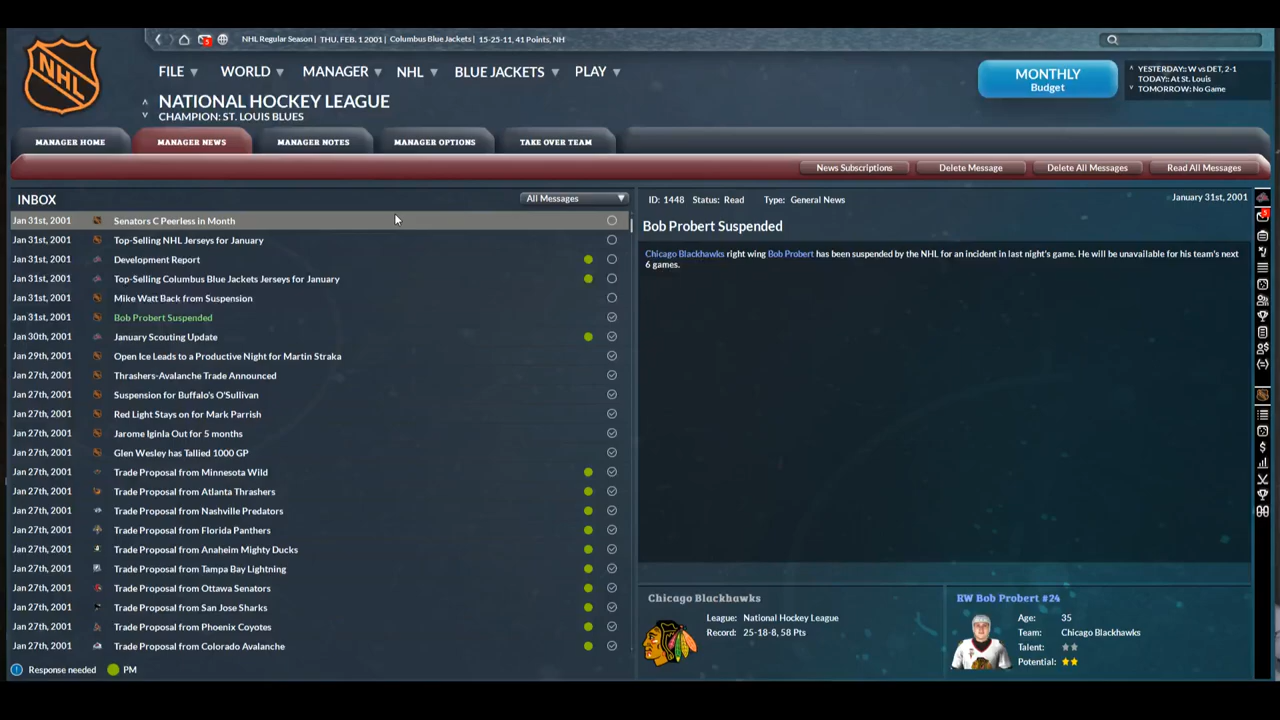 NHL Regular Season | THU. FEB. 1 2001 | Columbus Blue Jackets | 15-25-11, 41 Points, NH
NHL
5
FILE WORLD MANAGER NHL BLUE JACKETS PLAY
MONTHLY
Budget
YESTERDAY:: W vs DET, 2-1
TODAY:: At St. Louis
TOMORROW: No Game
NATIONAL HOCKEY LEAGUE
CHAMPION: ST. LOUIS BLUES
MANAGER HOME MANAGER NEWS MANAGER NOTES MANAGER OPTIONS TAKE OVER TEAM
News Subscriptions Delete Message Delete All Messages Read All Messages
INBOX All Messages
Jan 31st, 2001 Senators C Peerless in Month
Jan 31st, 2001 Top-Selling NHL Jerseys for January
Jan 31st, 2001 Development Report
Jan 31st, 2001 Top-Selling Columbus Blue Jackets Jerseys for January
Jan 31st, 2001 Mike Watt Back from Suspension
Jan 31st, 2001 Bob Probert Suspended
Jan 30th, 2001 January Scouting Update
Jan 29th, 2001 Open Ice Leads to a Productive Night for Martin Straka
Jan 27th, 2001 Thrashers-Avalanche Trade Announced
Jan 27th, 2001 Suspension for Buffalo's O'Sullivan
Jan 27th, 2001 Red Light Stays on for Mark Parrish
Jan 27th, 2001 Jarome Iginla Out for 5 months
Jan 27th, 2001 Glen Wesley has Tallied 1000 GP
Jan 27th, 2001 Trade Proposal from Minnesota Wild
Jan 27th, 2001 Trade Proposal from Atlanta Thrashers
Jan 27th, 2001 Trade Proposal from Nashville Predators
Jan 27th, 2001 Trade Proposal from Florida Panthers
Jan 27th, 2001 Trade Proposal from Anaheim Mighty Ducks
Jan 27th, 2001 Trade Proposal from Tampa Bay Lightning
Jan 27th, 2001 Trade Proposal from Ottawa Senators
Jan 27th, 2001 Trade Proposal from San Jose Sharks
Jan 27th, 2001 Trade Proposal from Phoenix Coyotes
Jan 27th, 2001 Trade Proposal from Colorado Avalanche
Response needed PM
ID: 1448 Status: Read Type: General News January 31st, 2001
Bob Probert Suspended
Chicago Blackhawks right wing Bob Probert has been suspended by the NHL for an incident in last night's game. He will be unavailable for his team's next
6 games.
Chicago Blackhawks
League: National Hockey League
Record: 25-18-8, 58 Pts
RW Bob Probert #24
Age: 35
Team: Chicago Blackhawks
Talent:
Potential: